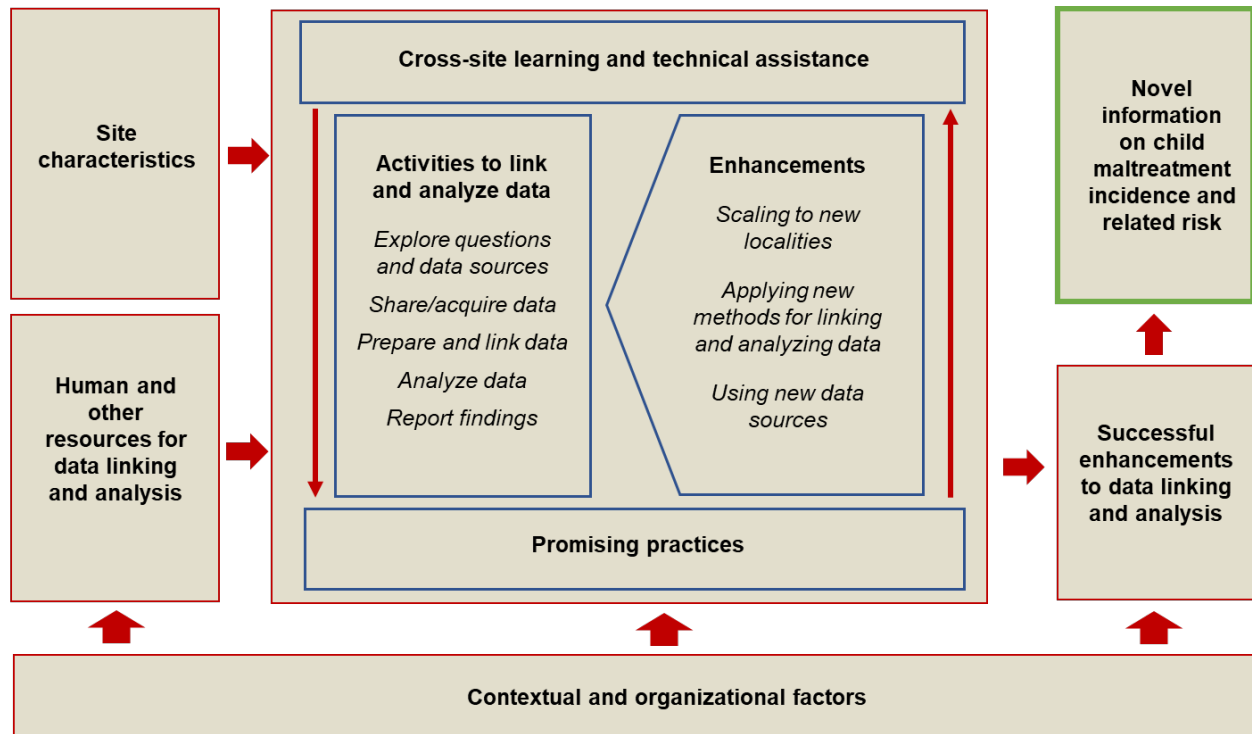 Site
characteristics
Human and
other
resources for
data linking
and analysis
Cross-site learning and technical assistance
Activities to link
and analyze data
Explore questions
and data sources
Share/acquire data
Prepare and link data
Analyze data
Report findings
Enhancements
Scaling to new
localities
Applying new
methods for linking
and analyzing data
Using new data
sources
Promising practices
Novel
information
on child
maltreatment
incidence and
related risk
Successful
enhancements
to data linking
and analysis
Contextual and organizational factors